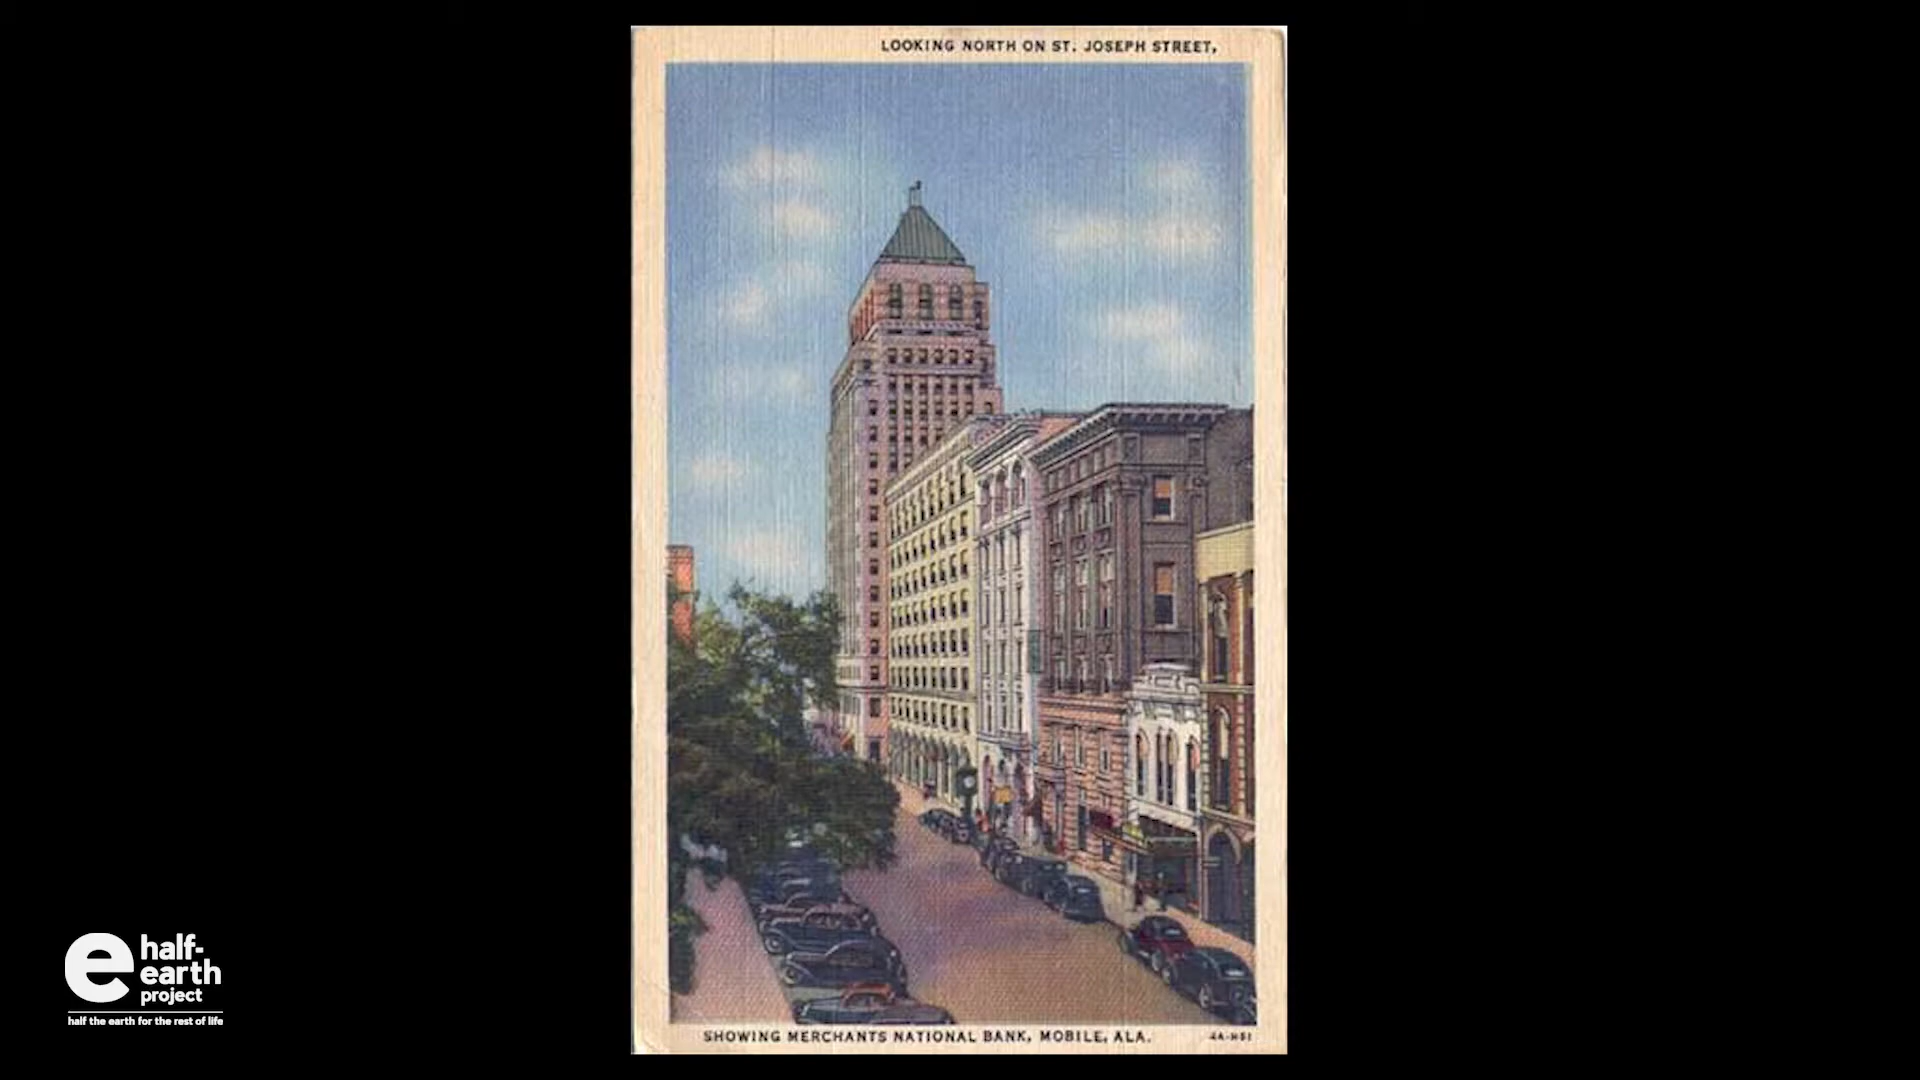 LOOKING NORTH ON ST. JOSEPH STREET,
SHOWING MERCHANTS NATIONAL BANK, MOBILE, ALA.
e half-
earth
project
half the earth for the rest of life